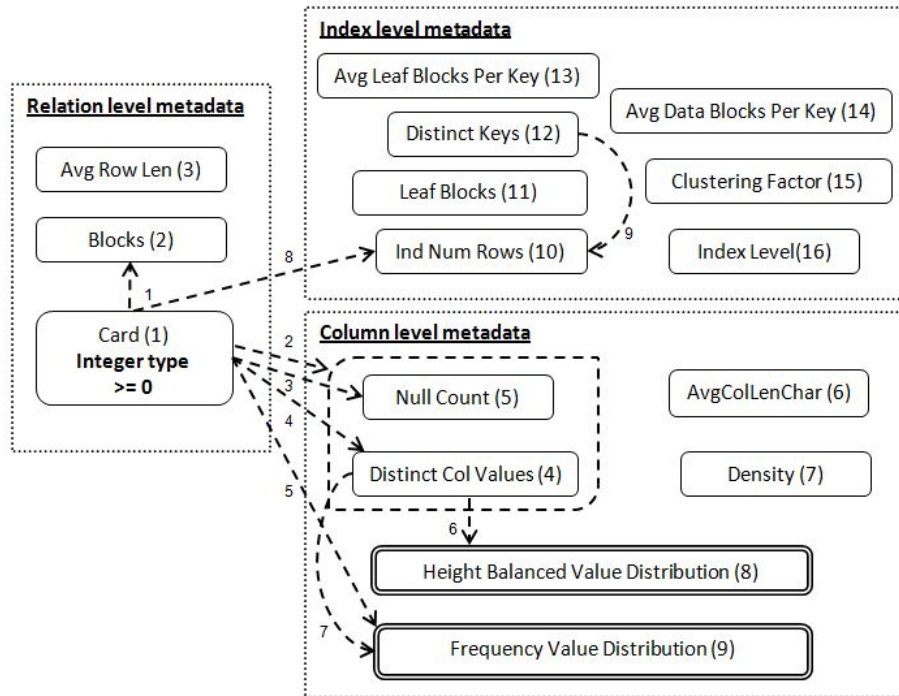 Index level metadata
Avg Leaf Blocks Per Key (13)
Avg Data Blocks Per Key (14)
Distinct Keys (12)
Leaf Blocks (11)
Clustering Factor (15)
9
Ind Num Rows (10)
Index Level(16)
Relation level metadata
Avg Row Len (3)
Blocks (2)
8
1
Card (1)
Integer type
>= 0
Column level metadata
2
3
4
5
Null Count (5)
AvgColLenChar (6)
Distinct Col Values (4)
Density (7)
6
Height Balanced Value Distribution (8)
7
Frequency Value Distribution (9)